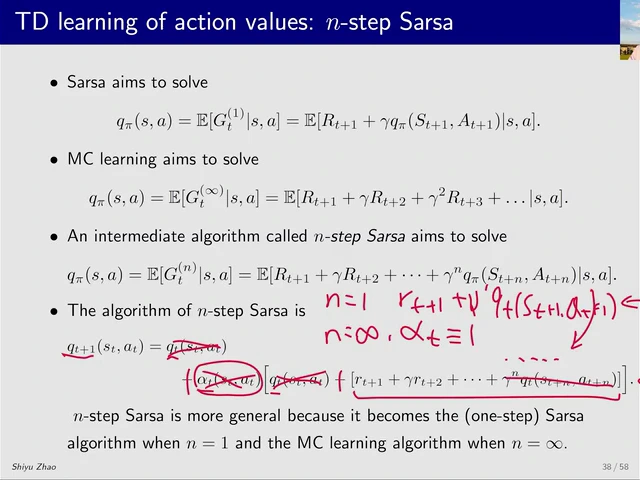 TD learning of action values: n-step Sarsa
• Sarsa aims to solve
q_π(s, a) = 𝔼[G_t^(1)|s, a] = 𝔼[R_{t+1} + γq_π(S_{t+1}, A_{t+1})|s, a].
• MC learning aims to solve
q_π(s, a) = 𝔼[G_t^(∞)|s, a] = 𝔼[R_{t+1} + γR_{t+2} + γ²R_{t+3} + . . . |s, a].
• An intermediate algorithm called n-step Sarsa aims to solve
q_π(s, a) = 𝔼[G_t^(n)|s, a] = 𝔼[R_{t+1} + γR_{t+2} + · · · + γ^n q_π(S_{t+n}, A_{t+n})|s, a].
n=1 r_{t+1} + γ' q_t(s_{t+1}, a_{t+1})
• The algorithm of n-step Sarsa is
n=∞. α_t ≡ 1
q_{t+1}(s_t, a_t) = q_t(s_t, a_t)
− α_t(s_t, a_t)[q_t(s_t, a_t) − [r_{t+1} + γr_{t+2} + · · · + γ^n q_t(s_{t+n}, a_{t+n})]].
n-step Sarsa is more general because it becomes the (one-step) Sarsa
algorithm when n = 1 and the MC learning algorithm when n = ∞.
Shiyu Zhao 38 / 58